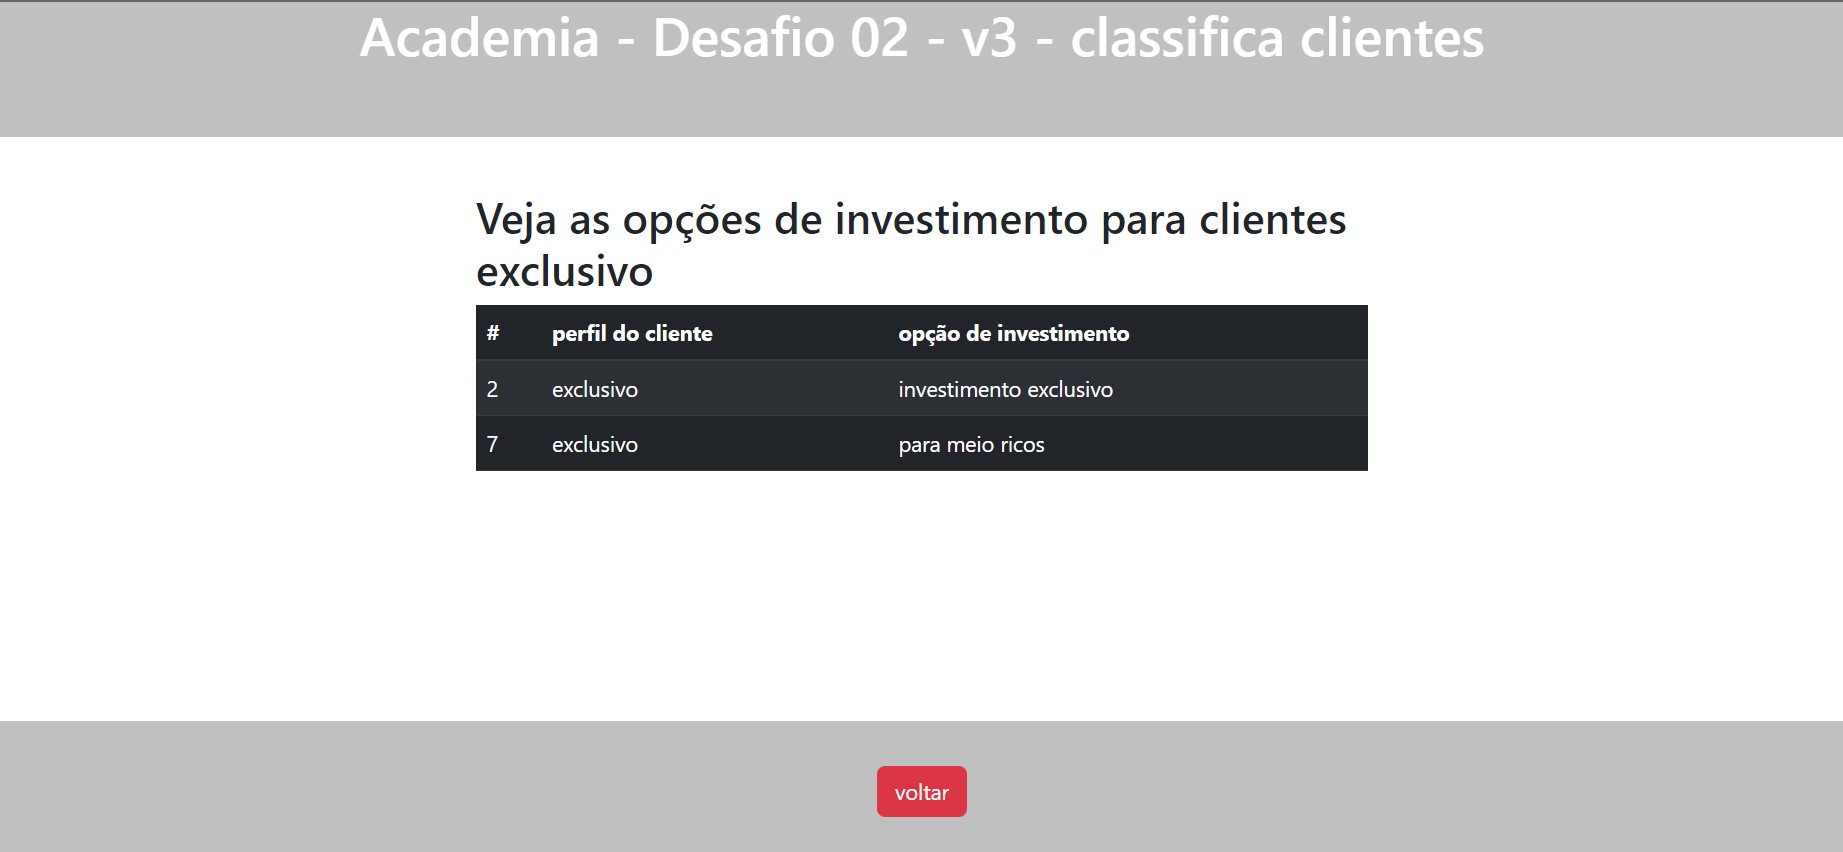 Academia - Desafio 02 - v3 - classifica clientes
Veja as opções de investimento para clientes
exclusivo
# perfil do cliente opção de investimento
2 exclusivo investimento exclusivo
7 exclusivo para meio ricos
voltar